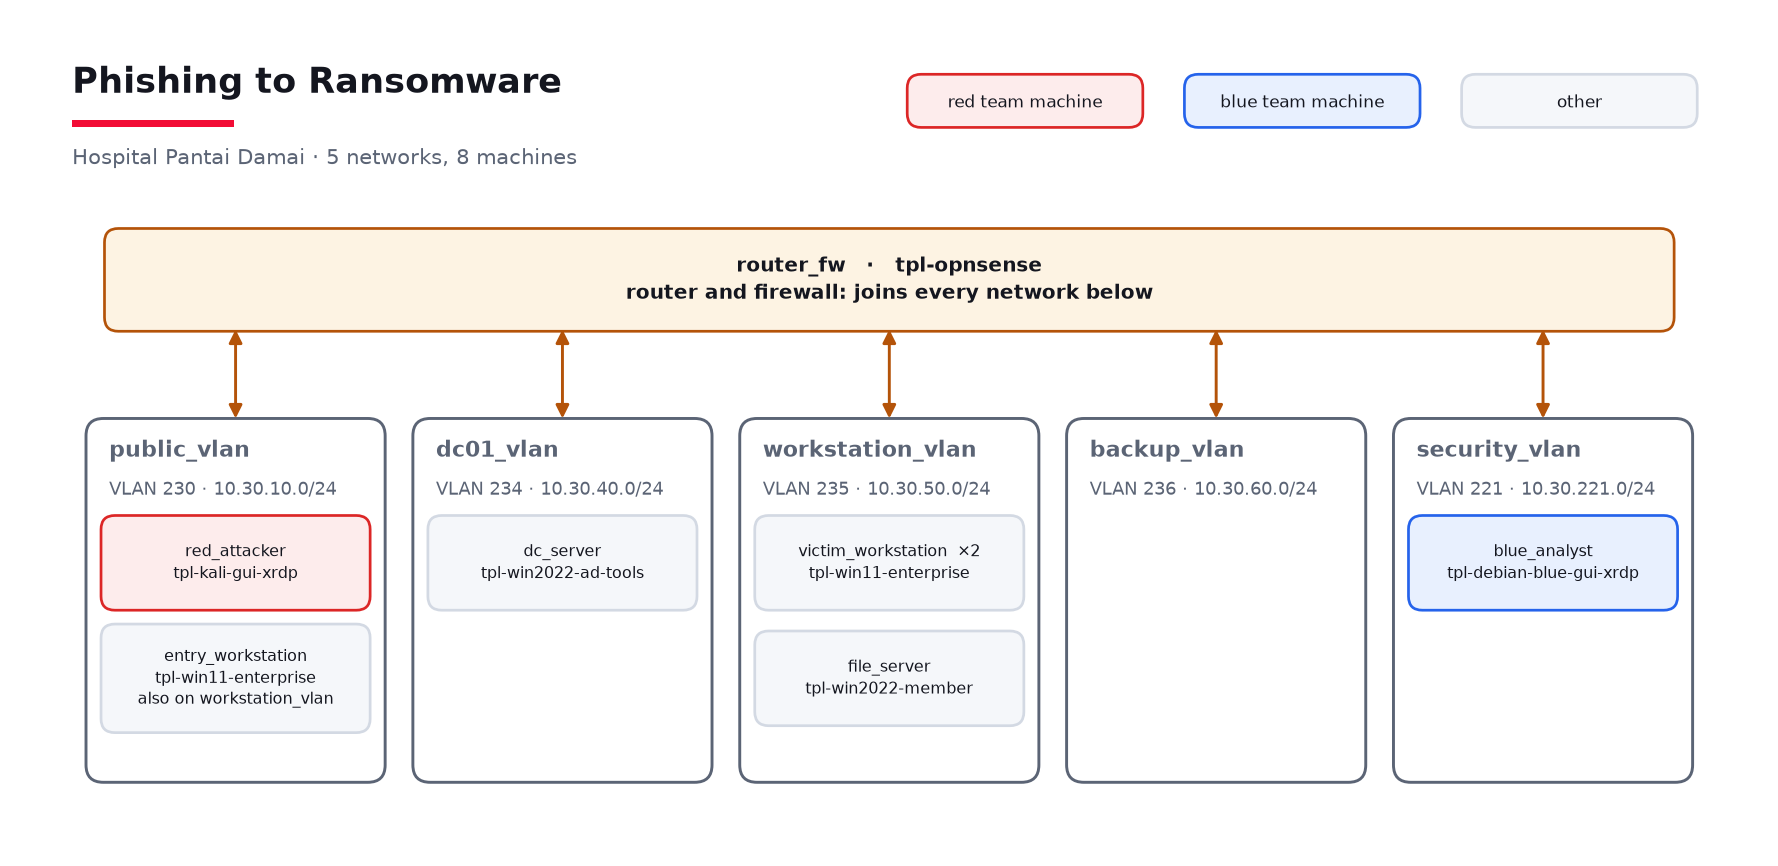 Phishing to Ransomware
Hospital Pantai Damai · 5 networks, 8 machines
red team machine
blue team machine
other
router_fw · tpl-opnsense
router and firewall: joins every network below
public_vlan
VLAN 230 · 10.30.10.0/24
red_attacker
tpl-kali-gui-xrdp
entry_workstation
tpl-win11-enterprise
also on workstation_vlan
dc01_vlan
VLAN 234 · 10.30.40.0/24
dc_server
tpl-win2022-ad-tools
workstation_vlan
VLAN 235 · 10.30.50.0/24
victim_workstation ×2
tpl-win11-enterprise
file_server
tpl-win2022-member
backup_vlan
VLAN 236 · 10.30.60.0/24
security_vlan
VLAN 221 · 10.30.221.0/24
blue_analyst
tpl-debian-blue-gui-xrdp